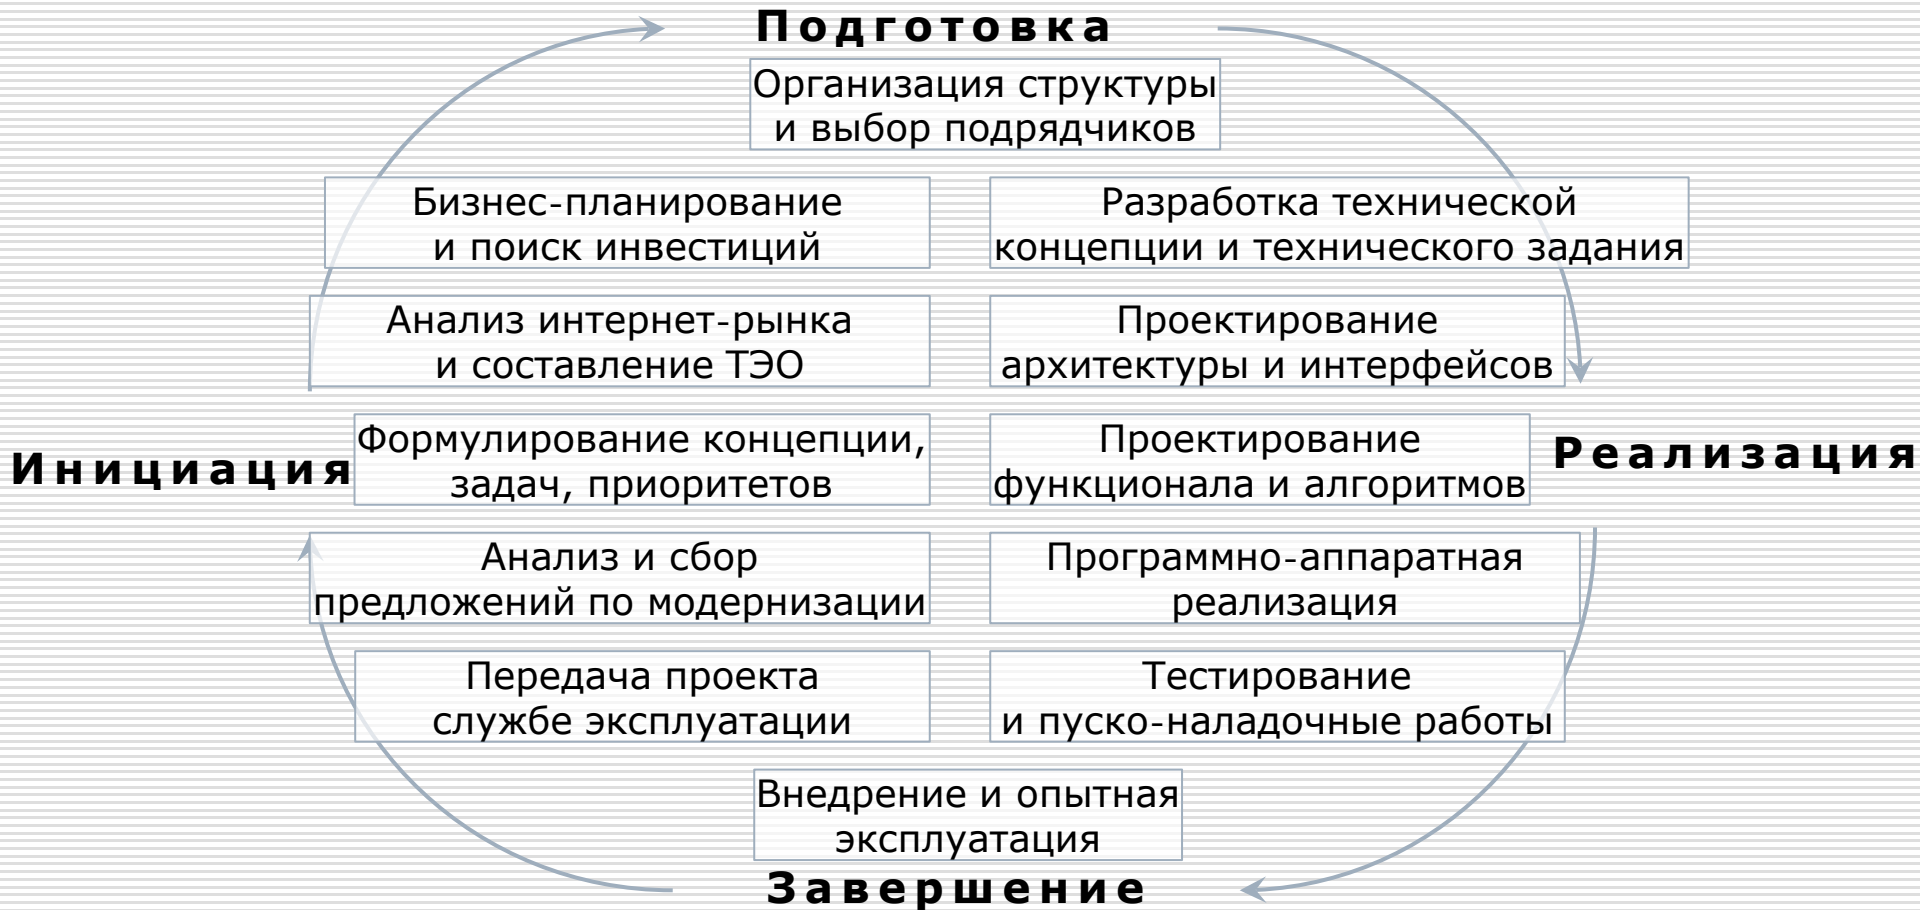 Подготовка
Организация структуры
и выбор подрядчиков
Бизнес-планирование
и поиск инвестиций
Разработка технической
концепции и технического задания
Анализ интернет-рынка
и составление ТЭО
Проектирование
архитектуры и интерфейсов
Инициация
Формулирование концепции,
задач, приоритетов
Проектирование
функционала и алгоритмов
Реализация
Анализ и сбор
предложений по модернизации
Программно-аппаратная
реализация
Передача проекта
службе эксплуатации
Тестирование
и пуско-наладочные работы
Внедрение и опытная
эксплуатация
Завершение